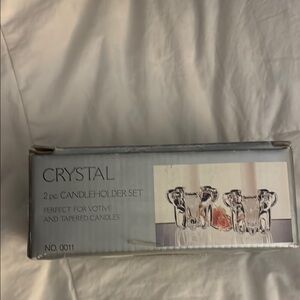 CRYSTAL
2 pc. CANDLEHOLDER SET
PERFECT FOR VOTIVE
AND TAPERED CANDLES
NO. 0011